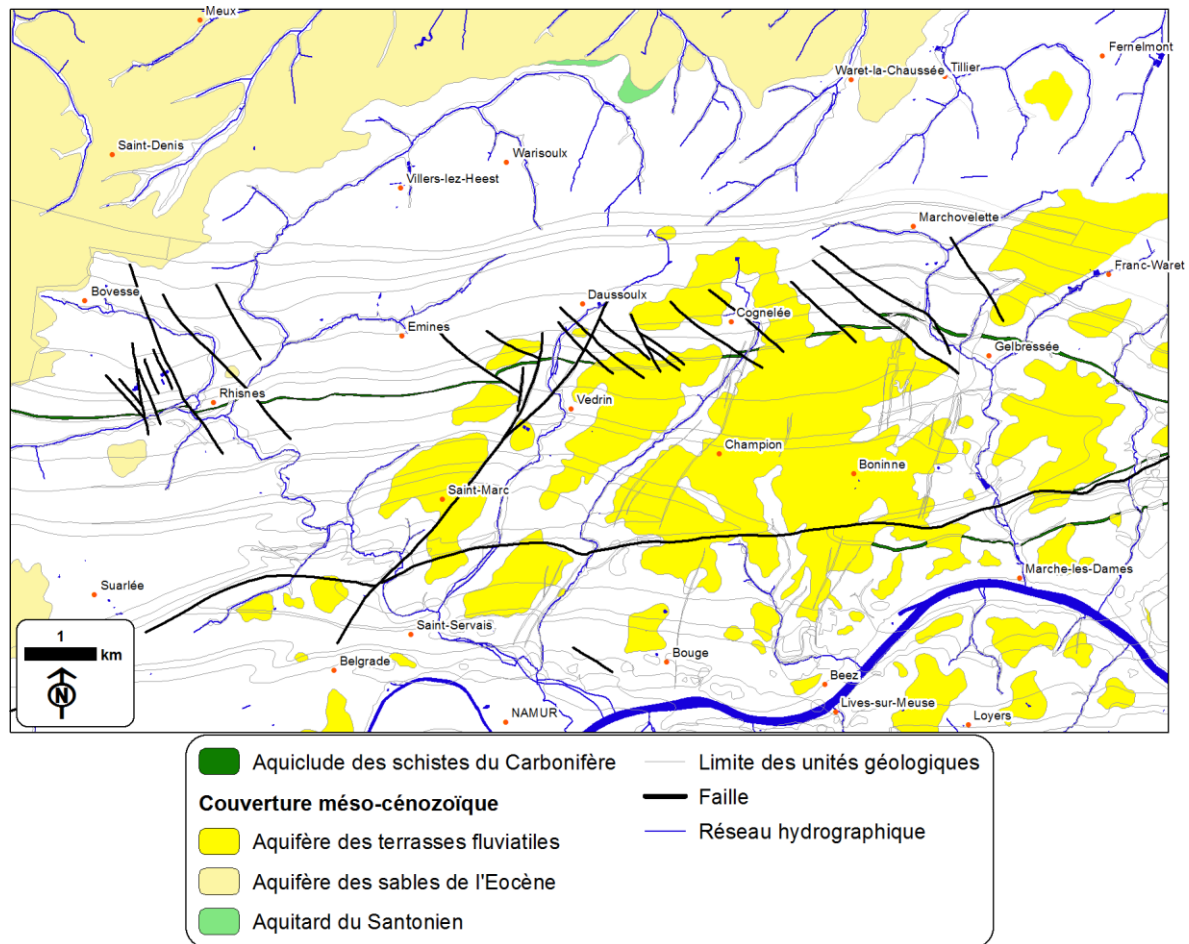 Meux
Fernelmont
Waret-la-Chaussée
Tillier
Saint-Denis
Warisoulx
Villers-lez-Heest
Marchovelette
Franc-Waret
Bovesse
Daussoulx
Cognelée
Emines
Gelbressée
Rhisnes
Vedrin
Champion
Boninne
Saint-Marc
Suarlée
Marche-les-Dames
Saint-Servais
Bouge
Belgrade
Beez
Lives-sur-Meuse
NAMUR
Loyers
1
km
N
Aquiclude des schistes du Carbonifère
Couverture méso-cénozoïque
Aquifère des terrasses fluviatiles
Aquifère des sables de l'Eocène
Aquitard du Santonien
Limite des unités géologiques
Faille
Réseau hydrographique